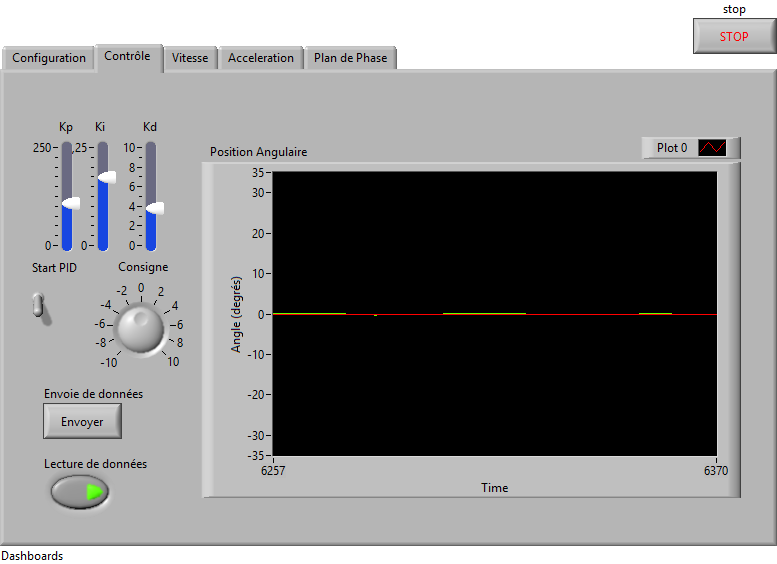 stop
STOP
Configuration
Contrôle
Vitesse
Acceleration
Plan de Phase
Kp
Ki
Kd
250
0
,25
0
10
8
6
4
2
0
Start PID
Consigne
-10
-8
-6
-4
-2
0
2
4
6
8
10
Envoie de données
Envoyer
Lecture de données
Position Angulaire
Plot 0
Angle (degrés)
35
30
20
10
0
-10
-20
-30
-35
6257
6370
Time
Dashboards